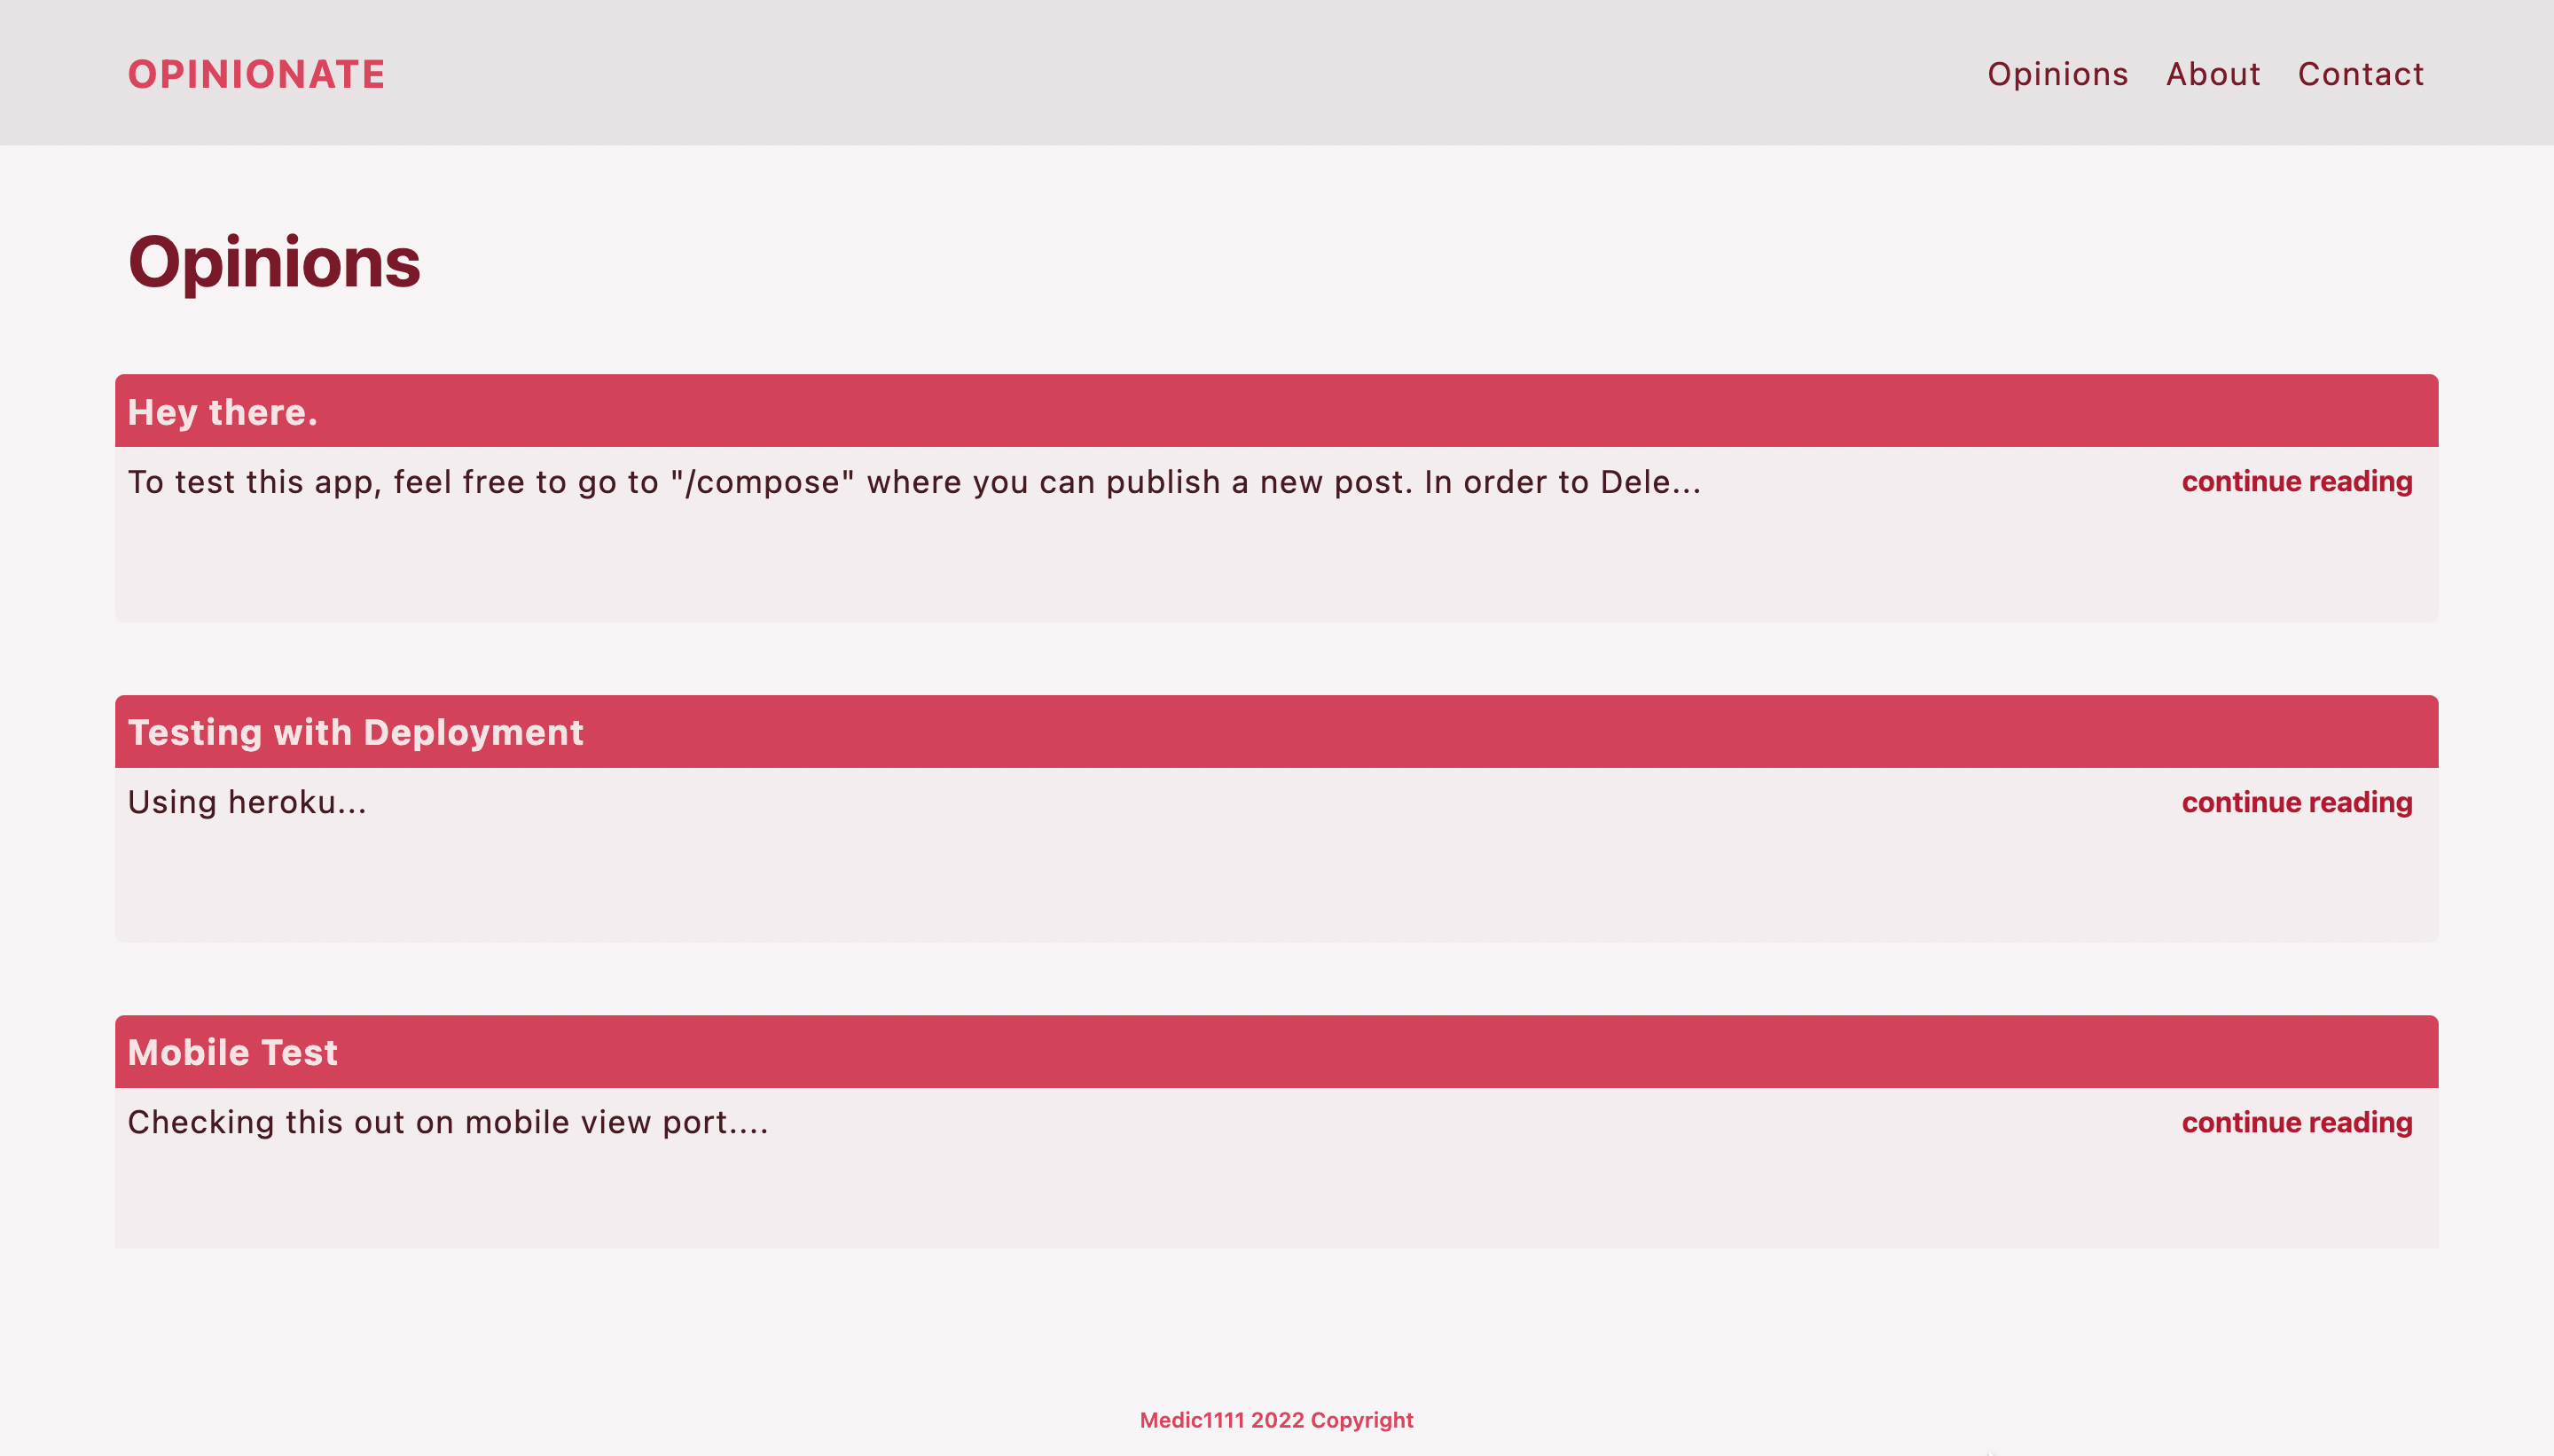 OPINIONATE
Opinions About Contact
Opinions
Hey there.
To test this app, feel free to go to "/compose" where you can publish a new post. In order to Dele...
continue reading
Testing with Deployment
Using heroku...
continue reading
Mobile Test
Checking this out on mobile view port....
continue reading
Medic1111 2022 Copyright